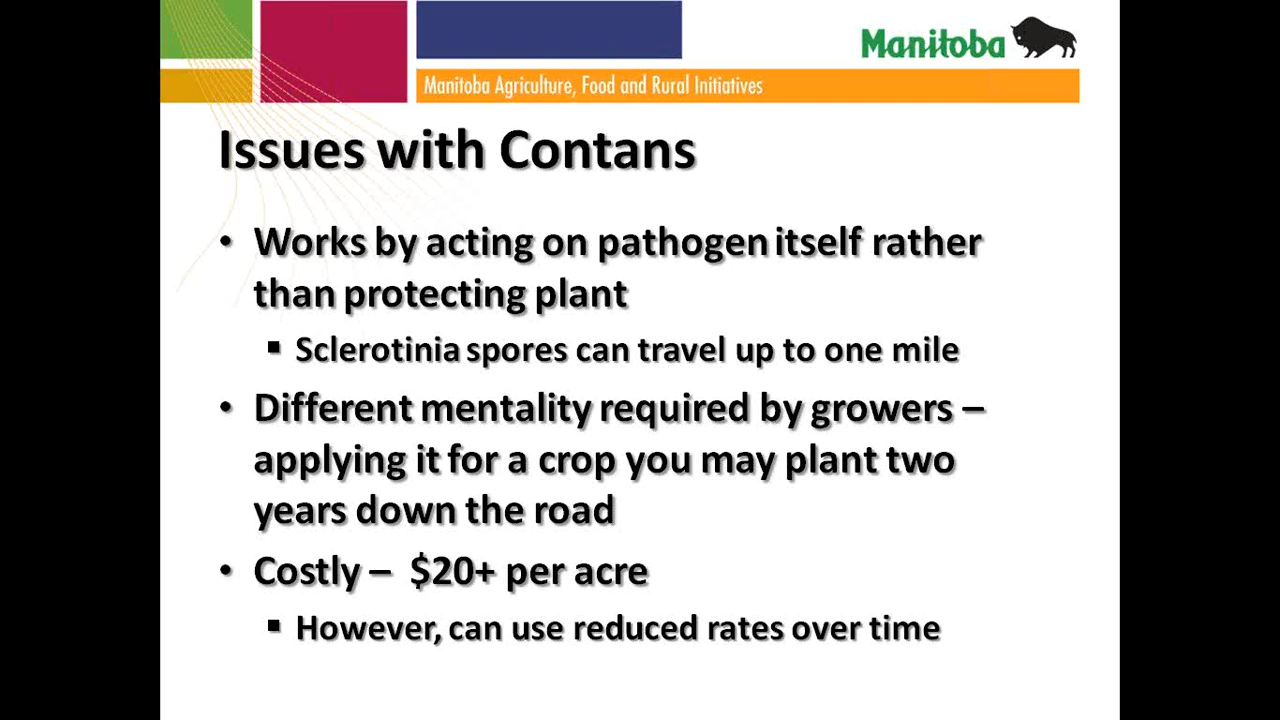 Manitoba
Manitoba Agriculture, Food and Rural Initiatives
Issues with Contans
• Works by acting on pathogen itself rather
than protecting plant
▪ Sclerotinia spores can travel up to one mile
• Different mentality required by growers –
applying it for a crop you may plant two
years down the road
• Costly – $20+ per acre
▪ However, can use reduced rates over time